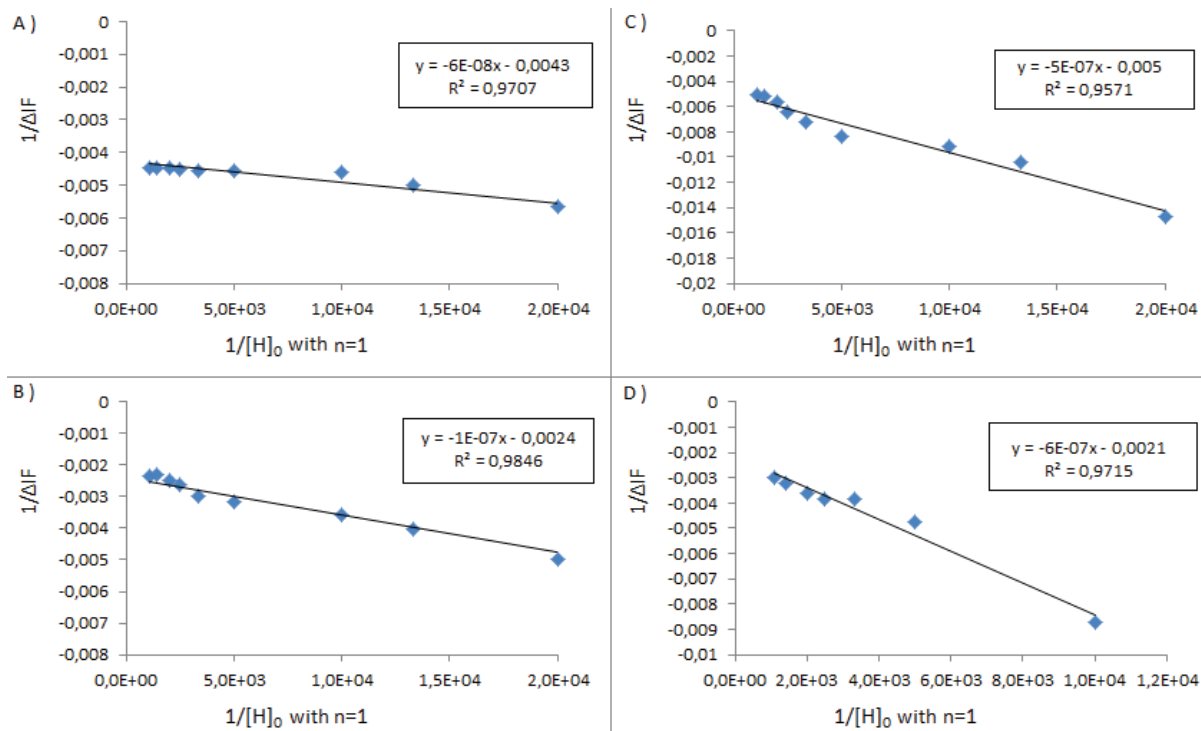 A )
0
-0,001
-0,002
-0,003
-0,004
-0,005
-0,006
-0,007
-0,008
1/ΔIF
y = -6E-08x - 0,0043
R² = 0,9707
0,0E+00 5,0E+03 1,0E+04 1,5E+04 2,0E+04
1/[H]₀ with n=1
C )
0
-0,002
-0,004
-0,006
-0,008
-0,01
-0,012
-0,014
-0,016
-0,018
-0,02
1/ΔIF
y = -5E-07x - 0,005
R² = 0,9571
0,0E+00 5,0E+03 1,0E+04 1,5E+04 2,0E+04
1/[H]₀ with n=1
B )
0
-0,001
-0,002
-0,003
-0,004
-0,005
-0,006
-0,007
-0,008
1/ΔIF
y = -1E-07x - 0,0024
R² = 0,9846
0,0E+00 5,0E+03 1,0E+04 1,5E+04 2,0E+04
1/[H]₀ with n=1
D )
0
-0,001
-0,002
-0,003
-0,004
-0,005
-0,006
-0,007
-0,008
-0,009
-0,01
1/ΔIF
y = -6E-07x - 0,0021
R² = 0,9715
0,0E+00 2,0E+03 4,0E+03 6,0E+03 8,0E+03 1,0E+04 1,2E+04
1/[H]₀ with n=1